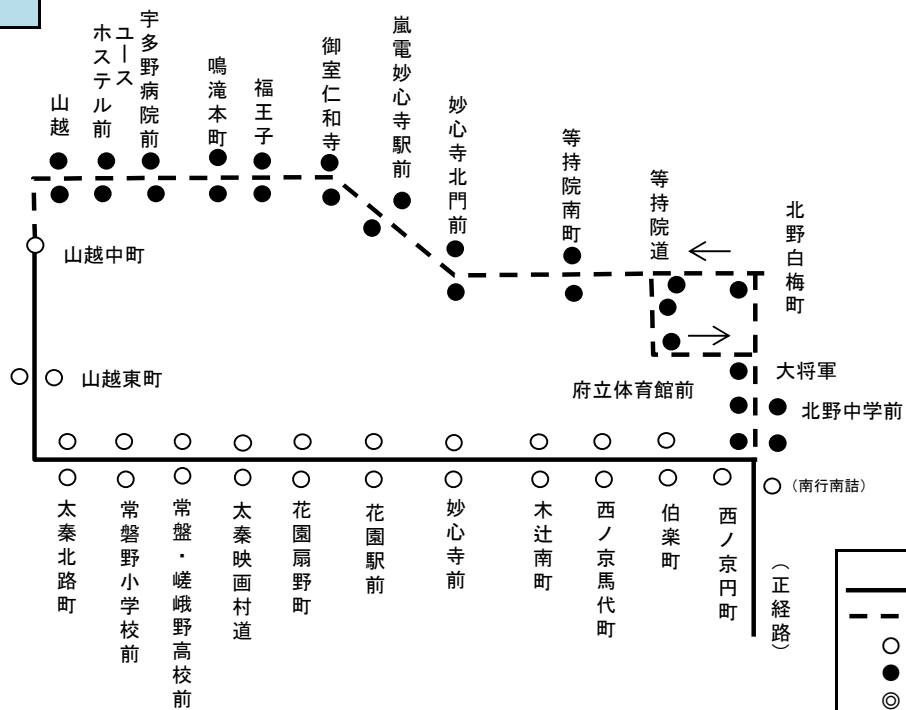 山越
ユース
ホステル前
宇多野病院前
鳴滝本町
福王子
御室仁和寺
嵐電妙心寺駅前
妙心寺北門前
等持院南町
等持院道
北野白梅町
山越中町
山越東町
府立体育館前
大将軍
北野中学前
(南行南詰)
太秦北路町
常磐野小学校前
常盤・嵯峨野高校前
太秦映画村道
花園扇野町
花園駅前
妙心寺前
木辻南町
西ノ京馬代町
伯楽町
西ノ京円町
(正経路)